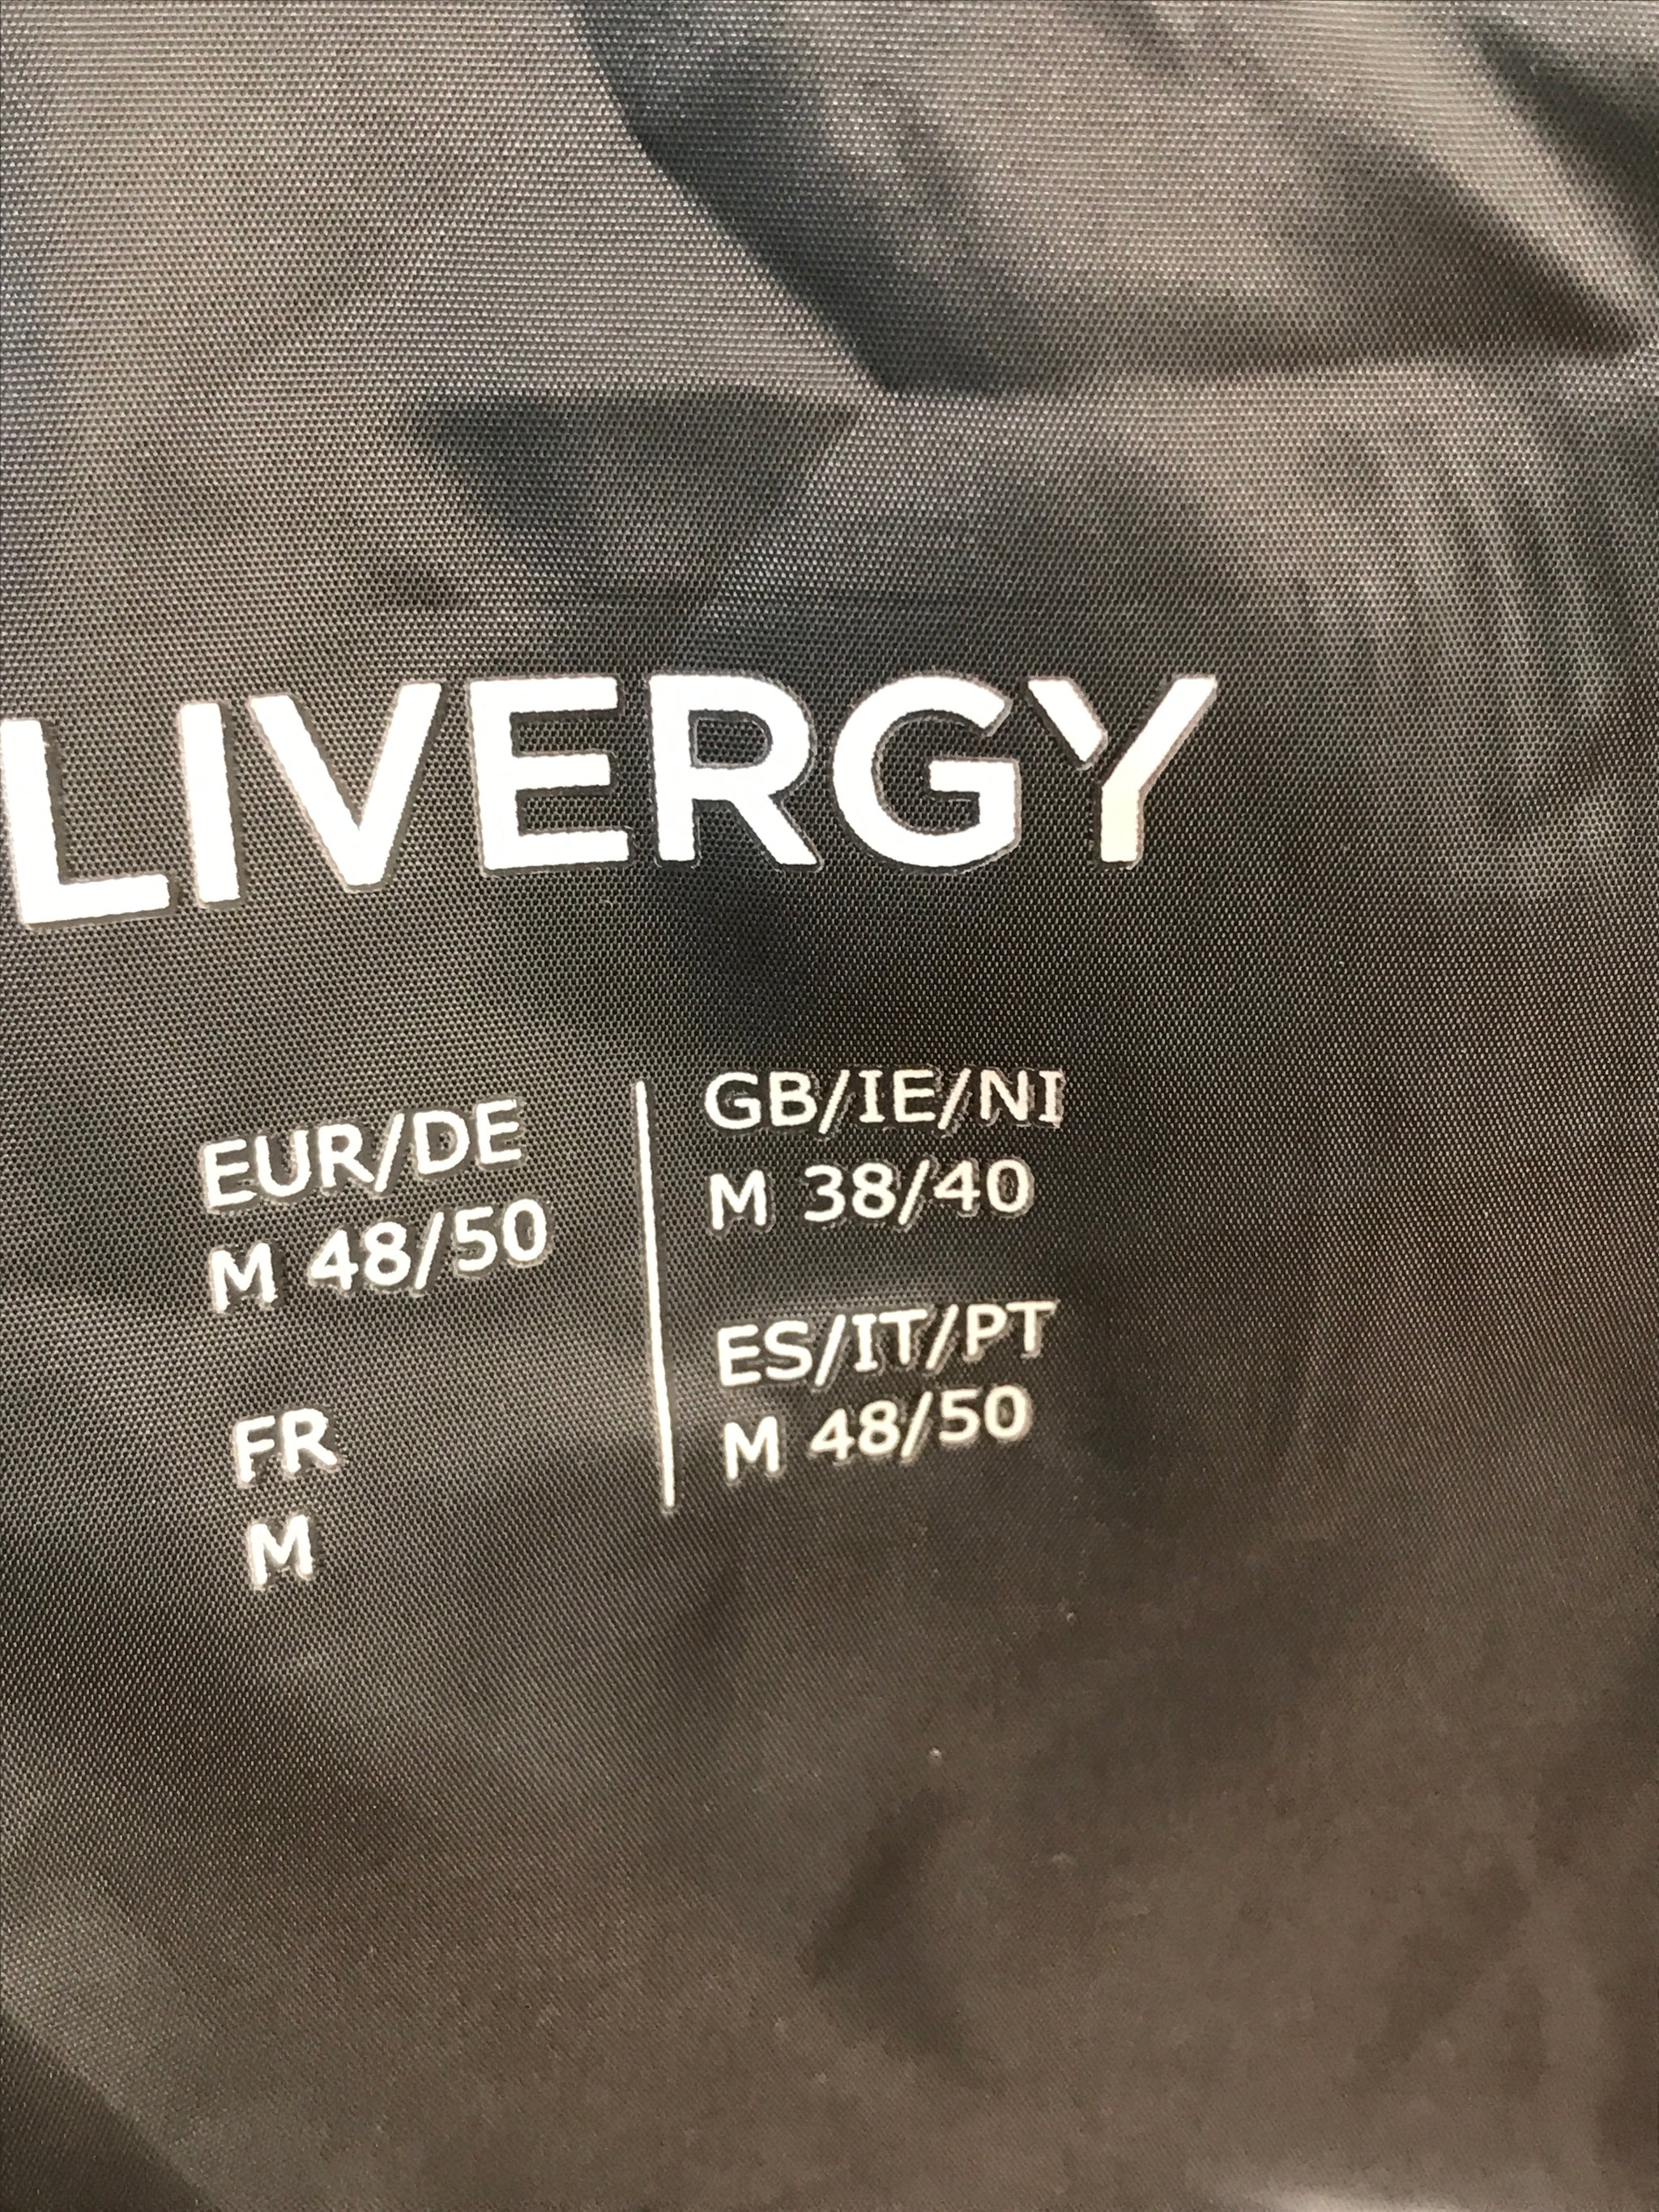 LIVERGY
EUR/DE
M 48/50
FR
M
GB/IE/NI
M 38/40
ES/IT/PT
M 48/50